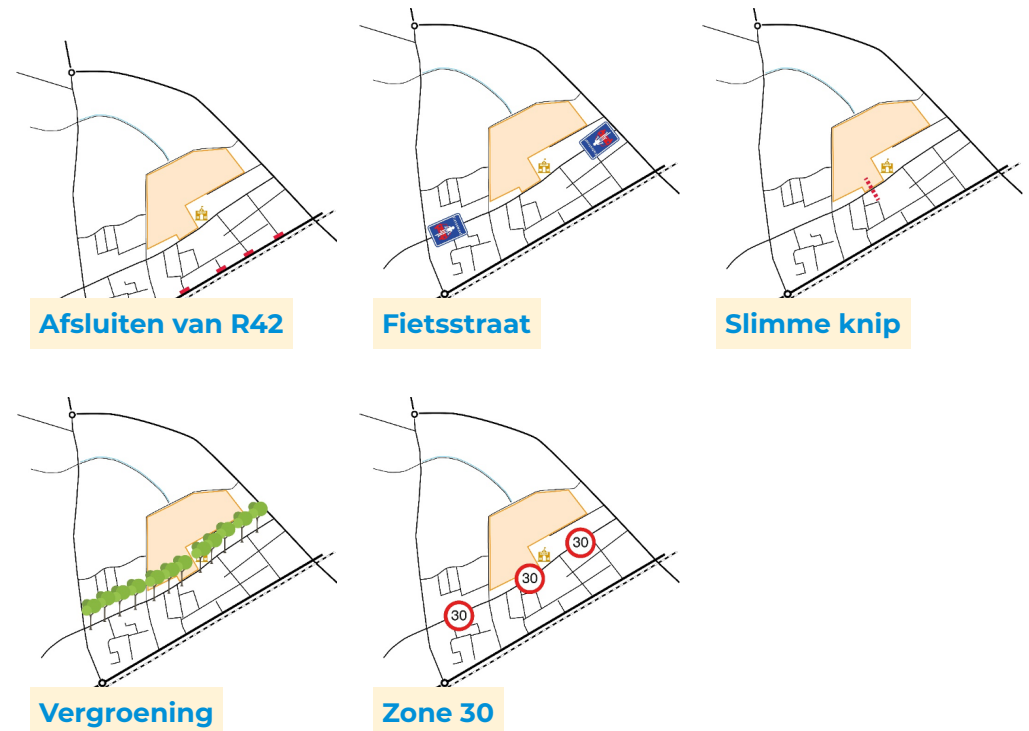 Afsluiten van R42
Fietsstraat
Slimme knip
Vergroening
30
30
30
Zone 30